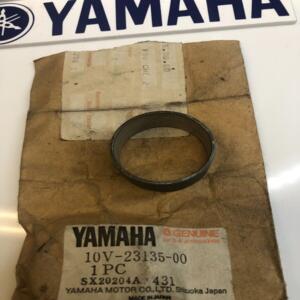 YAMAHA
YAMAHA GENUINE
10V-23135-00
1PC
SX20204A 431
YAMAHA MOTOR CO., LTD. Shizuoka Japan